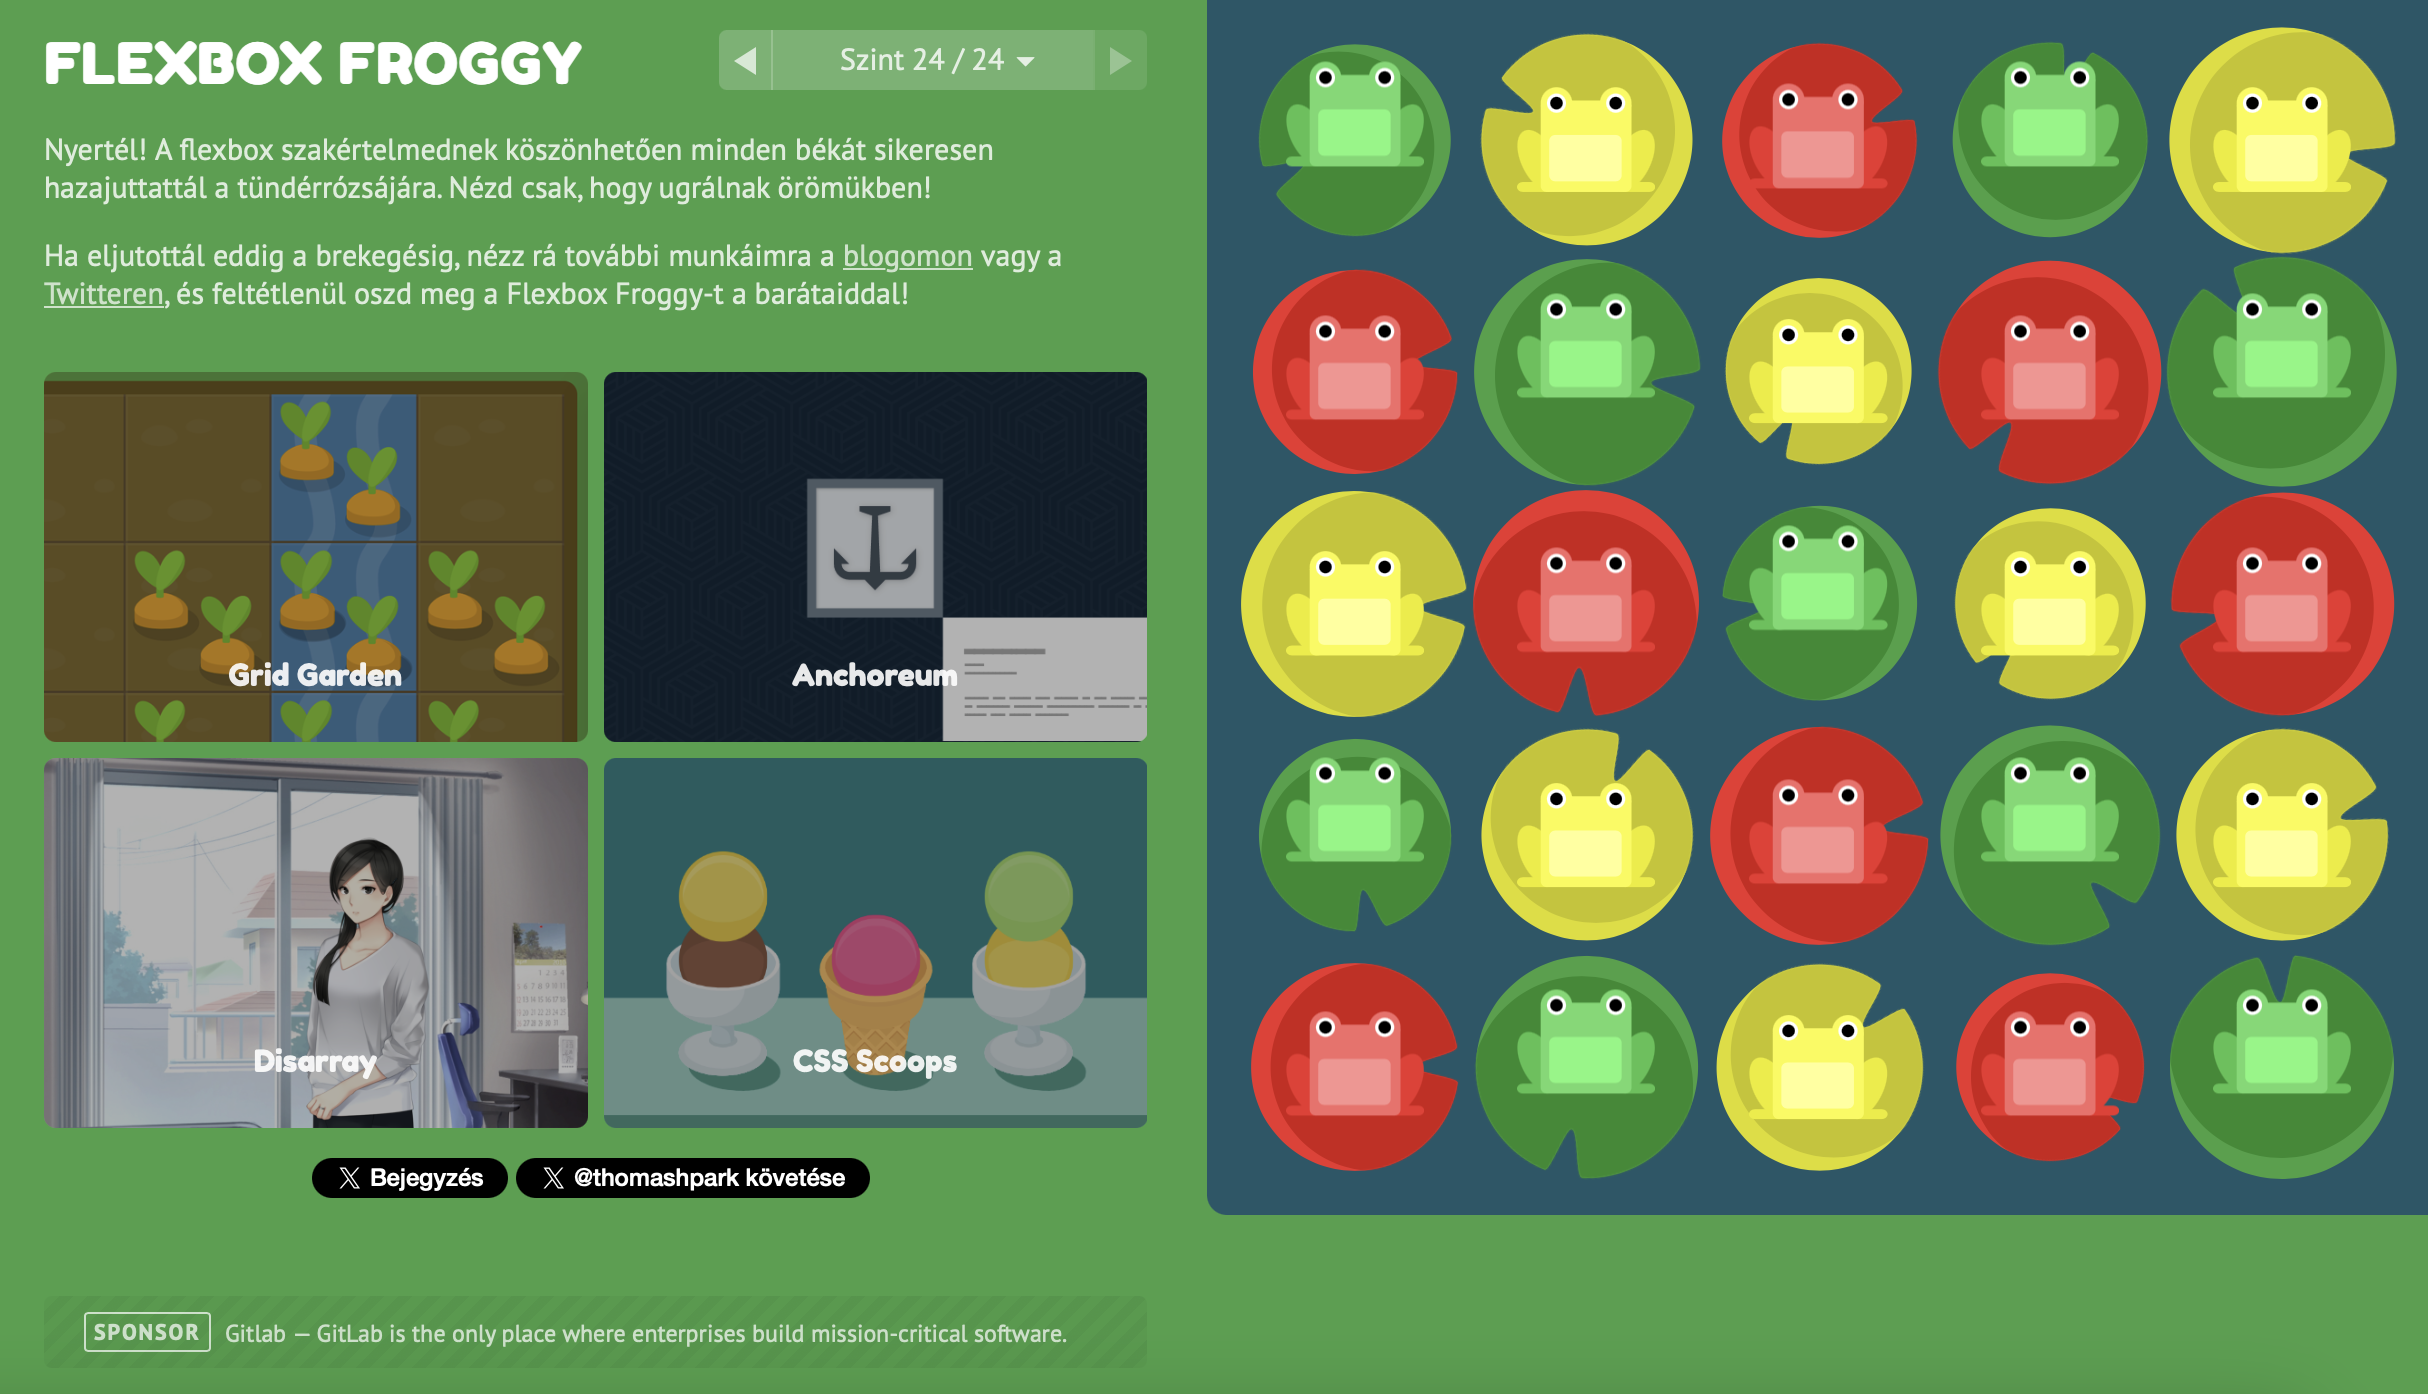 FLEXBOX FROGGY
Szint 24 / 24
Nyertél! A flexbox szakértelmednek köszönhetően minden békát sikeresen
hazajuttattál a tündérrózsájára. Nézd csak, hogy ugrálnak örömükben!
Ha eljutottál eddig a brekegésig, nézz rá további munkáimra a blogomon vagy a
Twitteren, és feltétlenül oszd meg a Flexbox Froggy-t a barátaiddal!
Grid Garden
Anchoreum
Disarray
CSS Scoops
Bejegyzés
@thomashpark követése
SPONSOR
Gitlab — GitLab is the only place where enterprises build mission-critical software.